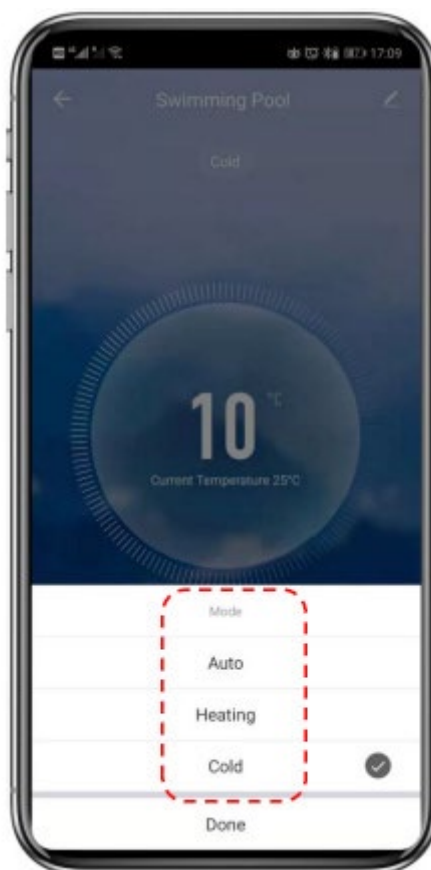 17:09
Swimming Pool
Cold
10 °C
Current Temperature 25°C
Mode
Auto
Heating
Cold
Done